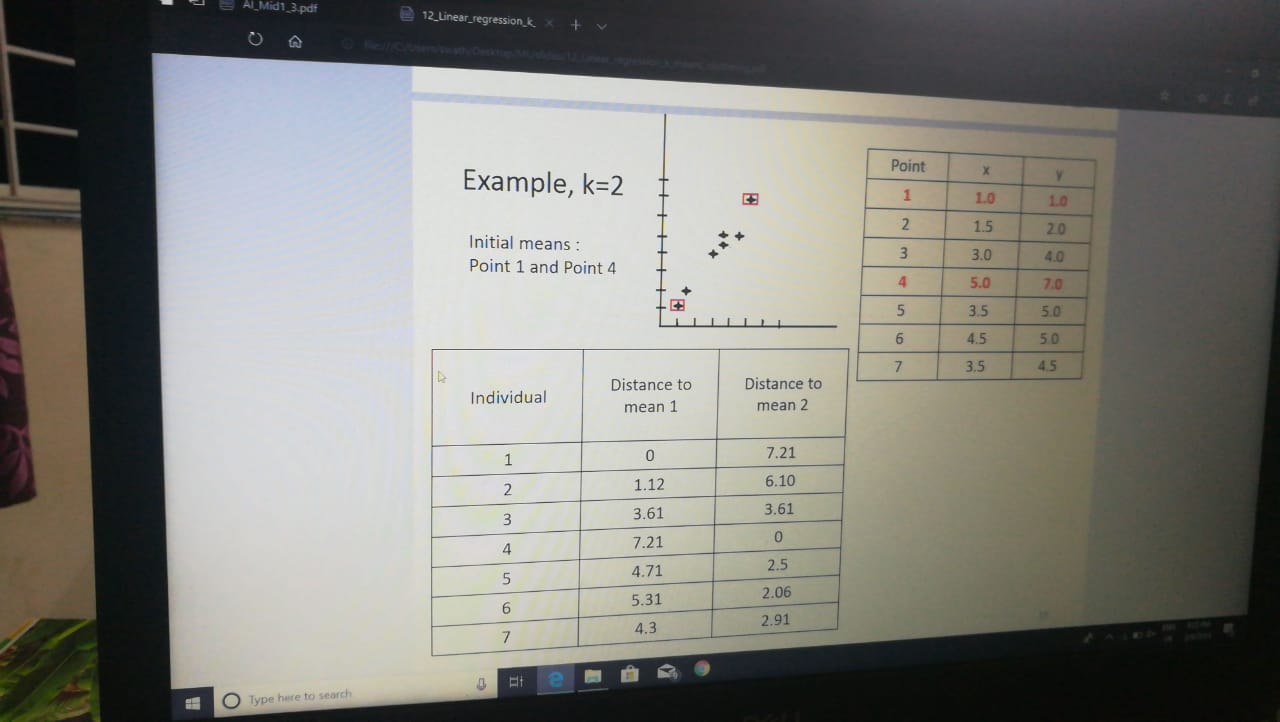 AI_Mid1_3.pdf
12_Linear_regression_k_
Example, k=2
Initial means :
Point 1 and Point 4
Point x y
1 1.0 1.0
2 1.5 2.0
3 3.0 4.0
4 5.0 7.0
5 3.5 5.0
6 4.5 5.0
7 3.5 4.5
Individual Distance to mean 1 Distance to mean 2
1 0 7.21
2 1.12 6.10
3 3.61 3.61
4 7.21 0
5 4.71 2.5
6 5.31 2.06
7 4.3 2.91
Type here to search